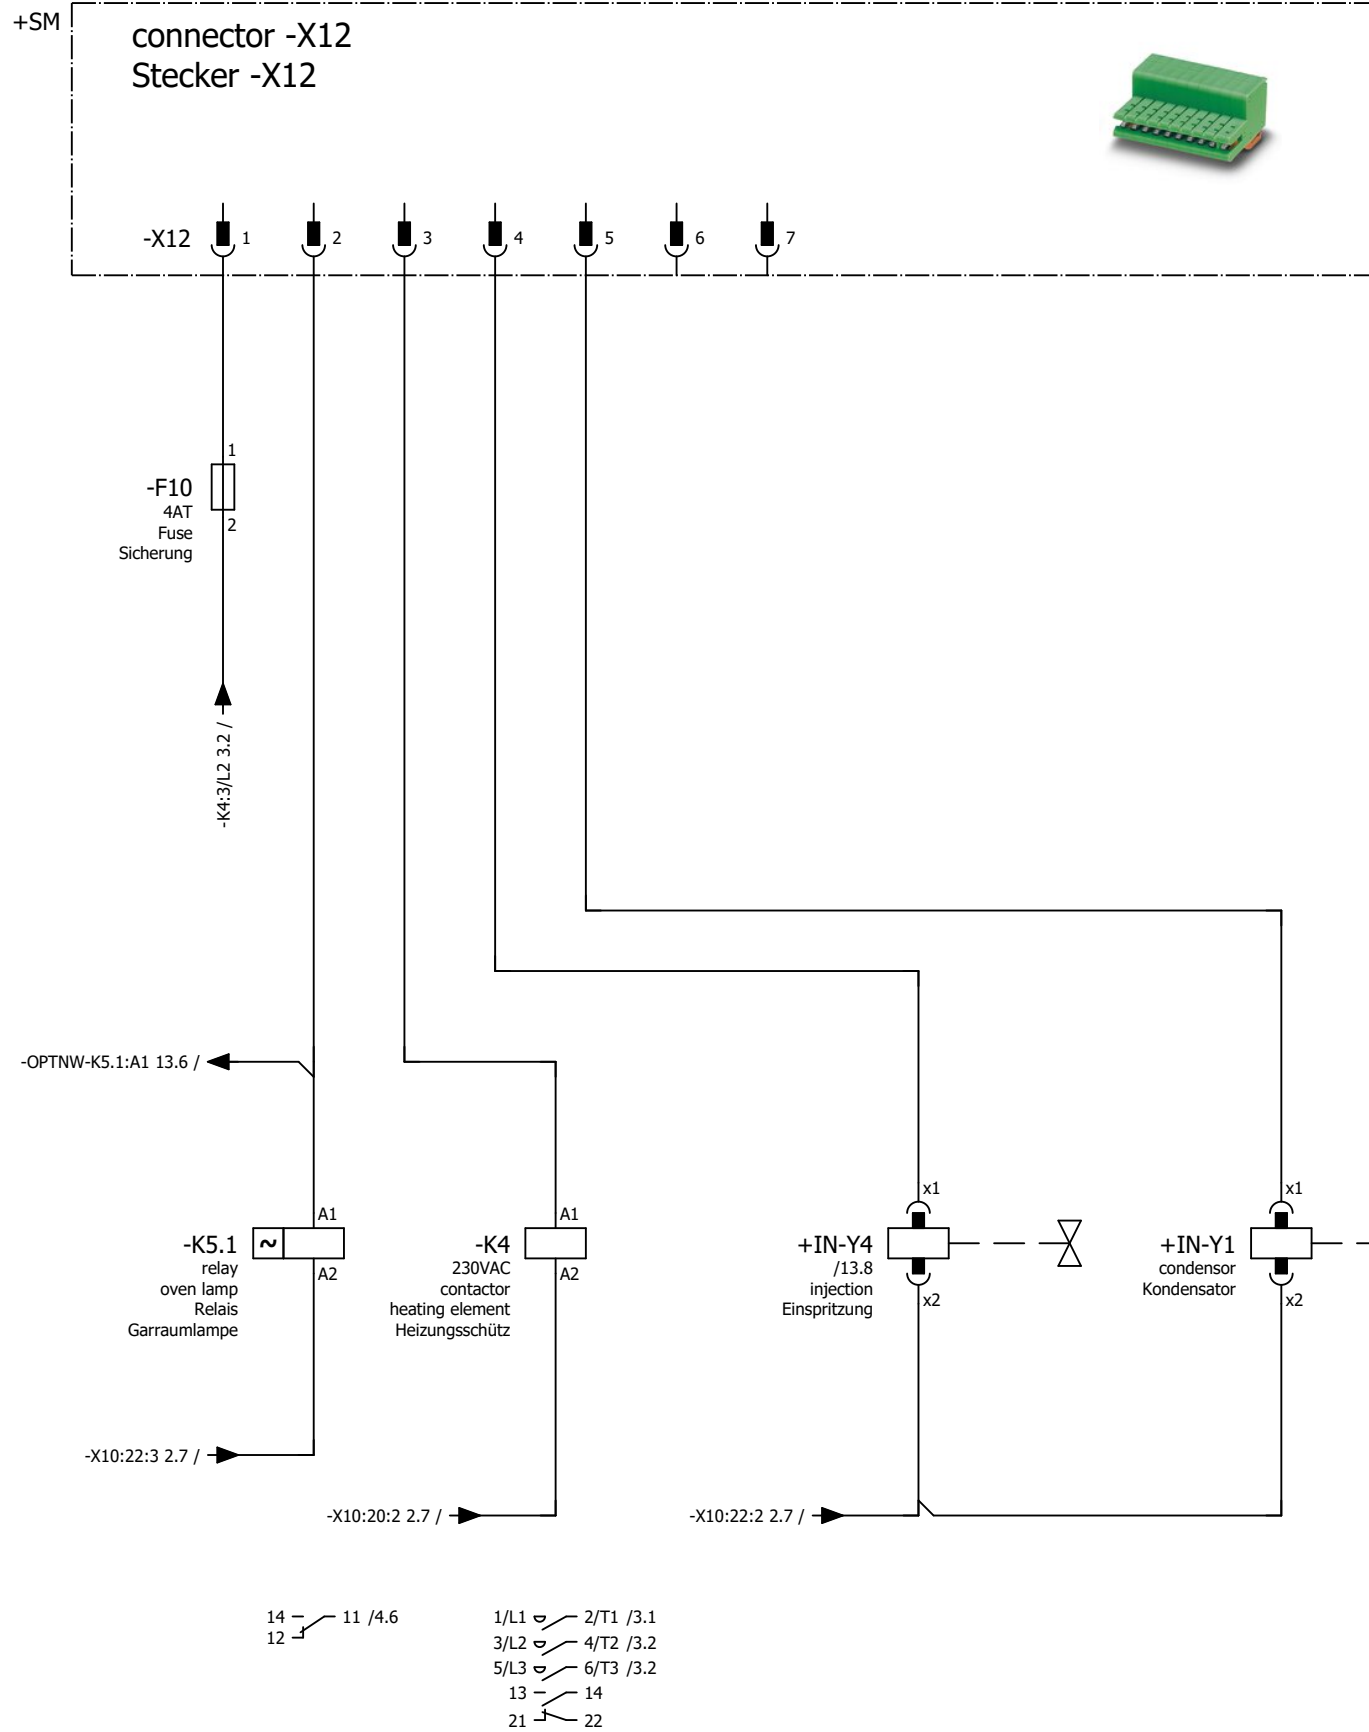 +SM
connector -X12
Stecker -X12
-X12 1 2 3 4 5 6 7
1
-F10
4AT
Fuse
Sicherung
2
-K4:3/L2 3.2 /
-OPTNW-K5.1:A1 13.6 /
A1
-K5.1
~
relay
oven lamp
Relais
Garraumlampe
A2
A1
-K4
230VAC
contactor
heating element
Heizungsschütz
A2
x1
+IN-Y4
/13.8
injection
Einspritzung
x2
x1
+IN-Y1
condensor
Kondensator
x2
-X10:22:3 2.7 /
-X10:20:2 2.7 /
-X10:22:2 2.7 /
14 11 /4.6
12
1/L1 2/T1 /3.1
3/L2 4/T2 /3.2
5/L3 6/T3 /3.2
13 14
21 22